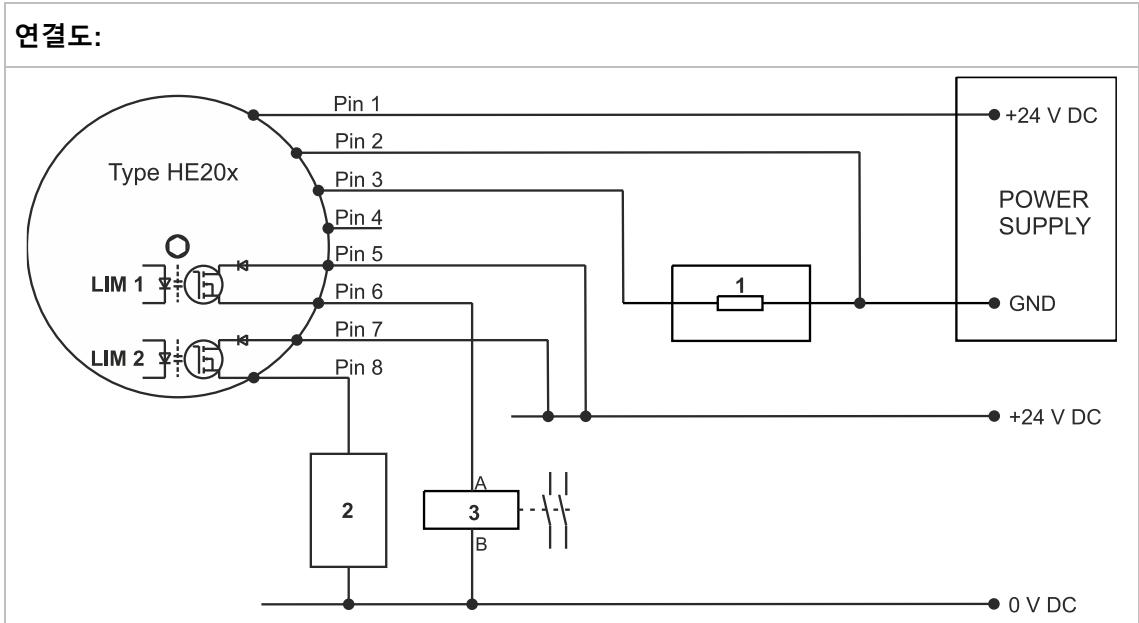 연결도:
Pin 1
+24 V DC
Pin 2
Type HE20x
Pin 3
POWER
SUPPLY
Pin 4
Pin 5
LIM 1
1
Pin 6
GND
Pin 7
LIM 2
Pin 8
+24 V DC
A
2
3
B
0 V DC